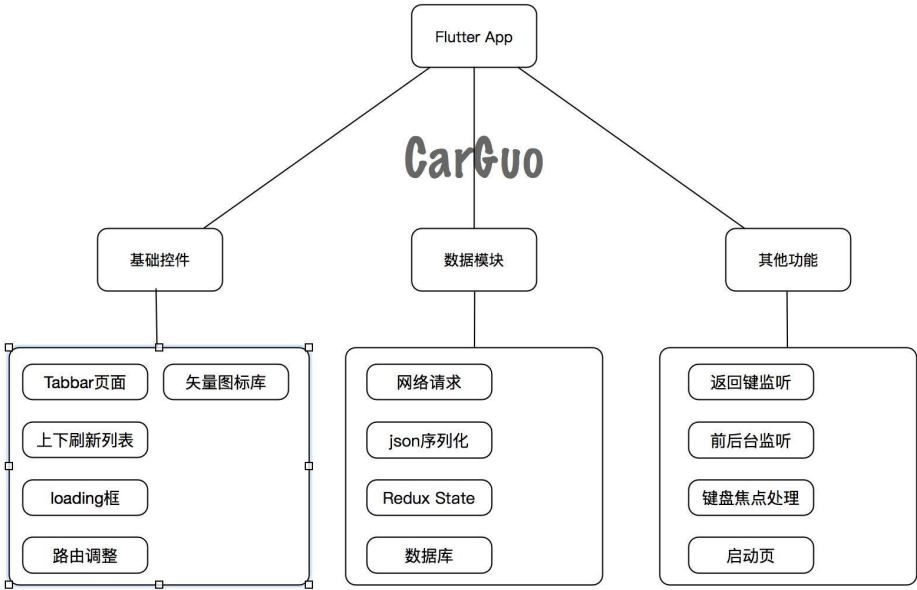 Flutter App
CarGuo
基础控件
数据模块
其他功能
Tabbar页面
矢量图标库
上下刷新列表
loading框
路由调整
网络请求
json序列化
Redux State
数据库
返回键监听
前后台监听
键盘焦点处理
启动页